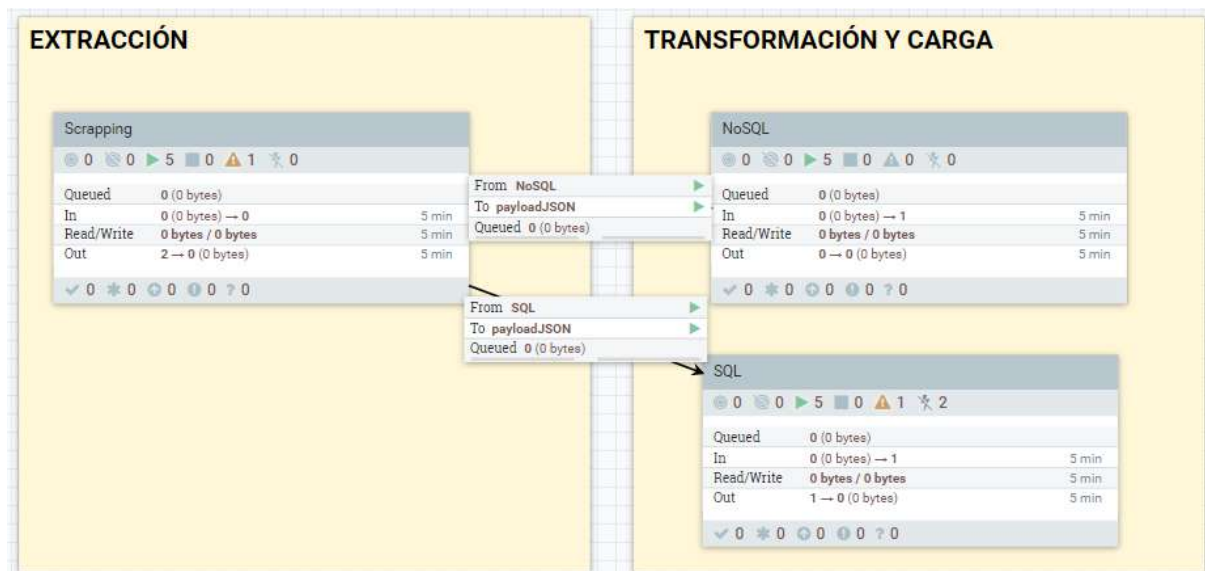 EXTRACCIÓN
Scrapping
0 0 5 0 1 0
Queued 0 (0 bytes)
In 0 (0 bytes) → 0 5 min
Read/Write 0 bytes / 0 bytes 5 min
Out 2 → 0 (0 bytes) 5 min
0 0 0 0 ? 0
From NoSQL
To payloadJSON
Queued 0 (0 bytes)
From SQL
To payloadJSON
Queued 0 (0 bytes)
TRANSFORMACIÓN Y CARGA
NoSQL
0 0 5 0 0 0
Queued 0 (0 bytes)
In 0 (0 bytes) → 1 5 min
Read/Write 0 bytes / 0 bytes 5 min
Out 0 → 0 (0 bytes) 5 min
0 0 0 0 ? 0
SQL
0 0 5 0 1 2
Queued 0 (0 bytes)
In 0 (0 bytes) → 1 5 min
Read/Write 0 bytes / 0 bytes 5 min
Out 1 → 0 (0 bytes) 5 min
0 0 0 0 ? 0